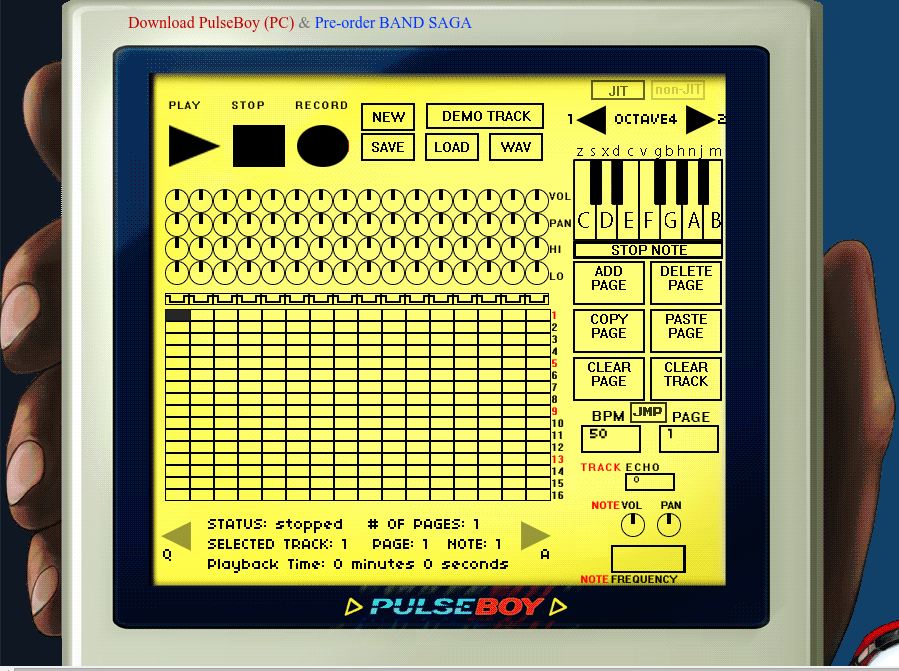 Download PulseBoy (PC) & Pre-order BAND SAGA
JIT non-JIT
PLAY STOP RECORD
NEW DEMO TRACK
1 OCTAVE4 2
SAVE LOAD WAV
z s x d c v g b h n j m
VOL
PAN
HI
LO
C D E F G A B
STOP NOTE
ADD PAGE
DELETE PAGE
COPY PAGE
PASTE PAGE
CLEAR PAGE
CLEAR TRACK
1
2
3
4
5
6
7
8
9
10
11
12
13
14
15
16
BPM JMP PAGE
50 1
TRACK ECHO
0
NOTE VOL PAN
NOTE FREQUENCY
STATUS: stopped # OF PAGES: 1
SELECTED TRACK: 1 PAGE: 1 NOTE: 1
Q A
Playback Time: 0 minutes 0 seconds
PULSEBOY